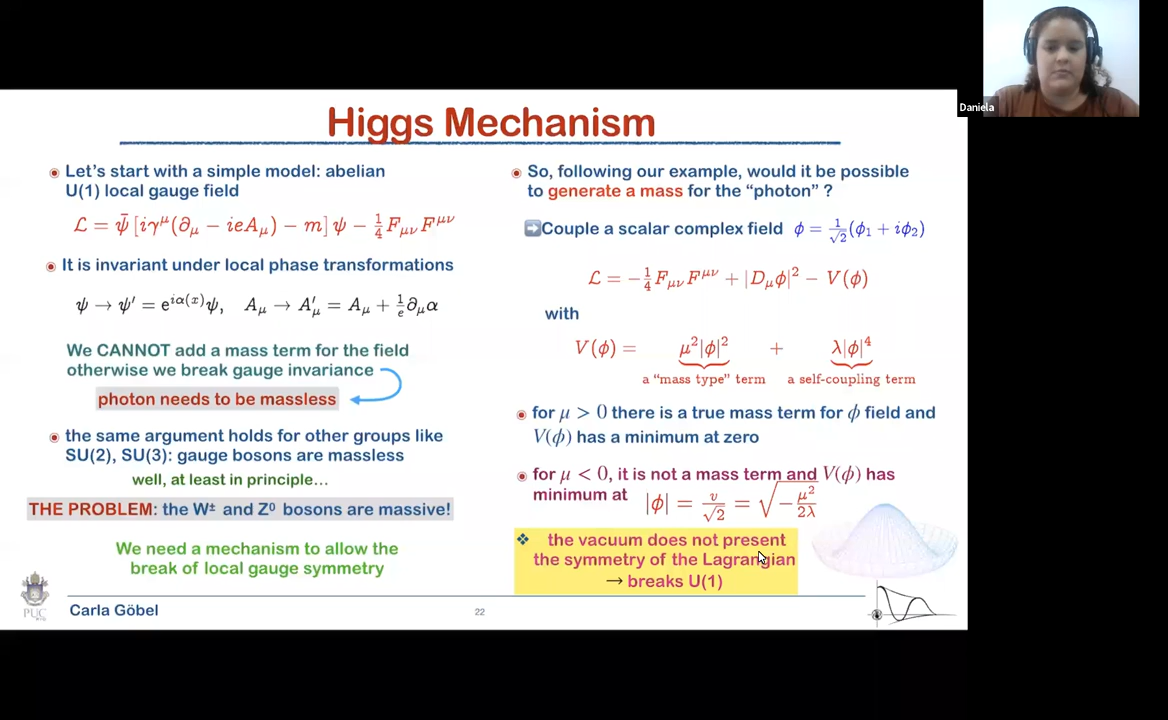 Daniela
Higgs Mechanism
Let's start with a simple model: abelian
U(1) local gauge field
ℒ = ψ̄ [iγ^μ(∂_μ − ieA_μ) − m] ψ − ¼F_μν F^μν
It is invariant under local phase transformations
ψ → ψ′ = e^{iα(x)}ψ, A_μ → A′_μ = A_μ + (1/e)∂_μα
We CANNOT add a mass term for the field
otherwise we break gauge invariance
photon needs to be massless
the same argument holds for other groups like
SU(2), SU(3): gauge bosons are massless
well, at least in principle...
THE PROBLEM: the W± and Z⁰ bosons are massive!
We need a mechanism to allow the
break of local gauge symmetry
So, following our example, would it be possible
to generate a mass for the "photon" ?
Couple a scalar complex field φ = (1/√2)(φ₁ + iφ₂)
ℒ = −¼F_μν F^μν + |D_μφ|² − V(φ)
with
V(φ) = μ²|φ|² + λ|φ|⁴
a "mass type" term a self-coupling term
for μ > 0 there is a true mass term for φ field and
V(φ) has a minimum at zero
for μ < 0, it is not a mass term and V(φ) has
minimum at |φ| = v/√2 = √(−μ²/2λ)
the vacuum does not present
the symmetry of the Lagrangian
→ breaks U(1)
PUC
Carla Göbel
22